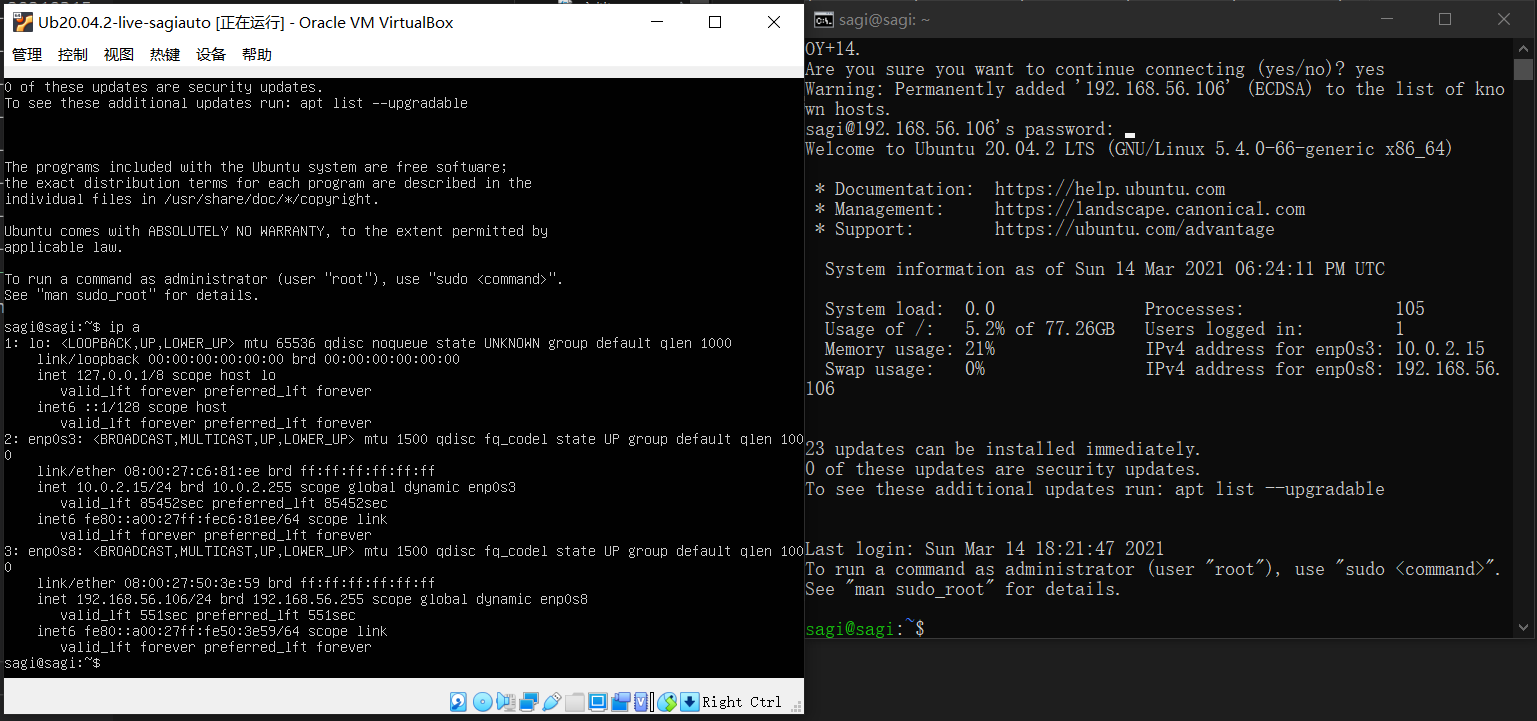 Ub20.04.2-live-sagiauto [正在运行] - Oracle VM VirtualBox
管理 控制 视图 热键 设备 帮助
0 of these updates are security updates.
To see these additional updates run: apt list --upgradable
The programs included with the Ubuntu system are free software;
the exact distribution terms for each program are described in the
individual files in /usr/share/doc/*/copyright.
Ubuntu comes with ABSOLUTELY NO WARRANTY, to the extent permitted by
applicable law.
To run a command as administrator (user "root"), use "sudo <command>".
See "man sudo_root" for details.
sagi@sagi:~$ ip a
1: lo: <LOOPBACK,UP,LOWER_UP> mtu 65536 qdisc noqueue state UNKNOWN group default qlen 1000
link/loopback 00:00:00:00:00:00 brd 00:00:00:00:00:00
inet 127.0.0.1/8 scope host lo
valid_lft forever preferred_lft forever
inet6 ::1/128 scope host
valid_lft forever preferred_lft forever
2: enp0s3: <BROADCAST,MULTICAST,UP,LOWER_UP> mtu 1500 qdisc fq_codel state UP group default qlen 100
0
link/ether 08:00:27:c6:81:ee brd ff:ff:ff:ff:ff:ff
inet 10.0.2.15/24 brd 10.0.2.255 scope global dynamic enp0s3
valid_lft 85452sec preferred_lft 85452sec
inet6 fe80::a00:27ff:fec6:81ee/64 scope link
valid_lft forever preferred_lft forever
3: enp0s8: <BROADCAST,MULTICAST,UP,LOWER_UP> mtu 1500 qdisc fq_codel state UP group default qlen 100
0
link/ether 08:00:27:50:3e:59 brd ff:ff:ff:ff:ff:ff
inet 192.168.56.106/24 brd 192.168.56.255 scope global dynamic enp0s8
valid_lft 551sec preferred_lft 551sec
inet6 fe80::a00:27ff:fe50:3e59/64 scope link
valid_lft forever preferred_lft forever
sagi@sagi:~$
Right Ctrl
sagi@sagi: ~
OY+14.
Are you sure you want to continue connecting (yes/no)? yes
Warning: Permanently added '192.168.56.106' (ECDSA) to the list of kno
wn hosts.
sagi@192.168.56.106's password:
Welcome to Ubuntu 20.04.2 LTS (GNU/Linux 5.4.0-66-generic x86_64)
* Documentation: https://help.ubuntu.com
* Management: https://landscape.canonical.com
* Support: https://ubuntu.com/advantage
System information as of Sun 14 Mar 2021 06:24:11 PM UTC
System load: 0.0 Processes: 105
Usage of /: 5.2% of 77.26GB Users logged in: 1
Memory usage: 21% IPv4 address for enp0s3: 10.0.2.15
Swap usage: 0% IPv4 address for enp0s8: 192.168.56.
106
23 updates can be installed immediately.
0 of these updates are security updates.
To see these additional updates run: apt list --upgradable
Last login: Sun Mar 14 18:21:47 2021
To run a command as administrator (user "root"), use "sudo <command>".
See "man sudo_root" for details.
sagi@sagi:~$